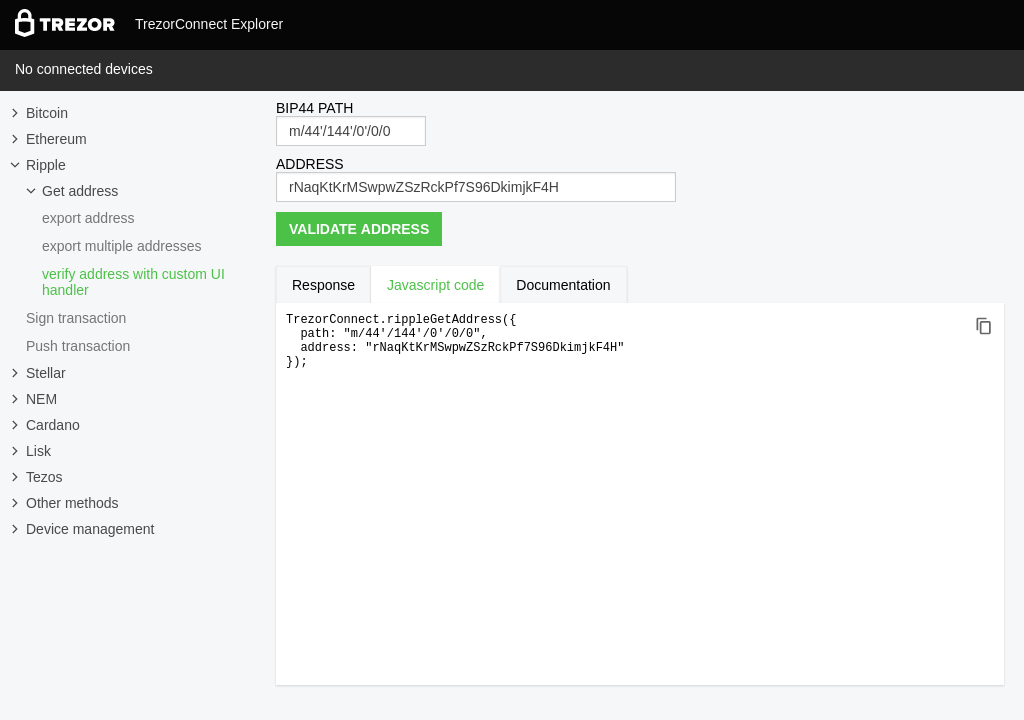 TREZOR TrezorConnect Explorer
No connected devices
Bitcoin
Ethereum
Ripple
Get address
export address
export multiple addresses
verify address with custom UI
handler
Sign transaction
Push transaction
Stellar
NEM
Cardano
Lisk
Tezos
Other methods
Device management
BIP44 PATH
m/44'/144'/0'/0/0
ADDRESS
rNaqKtKrMSwpwZSzRckPf7S96DkimjkF4H
VALIDATE ADDRESS
Response Javascript code Documentation
TrezorConnect.rippleGetAddress({
  path: "m/44'/144'/0'/0/0",
  address: "rNaqKtKrMSwpwZSzRckPf7S96DkimjkF4H"
});